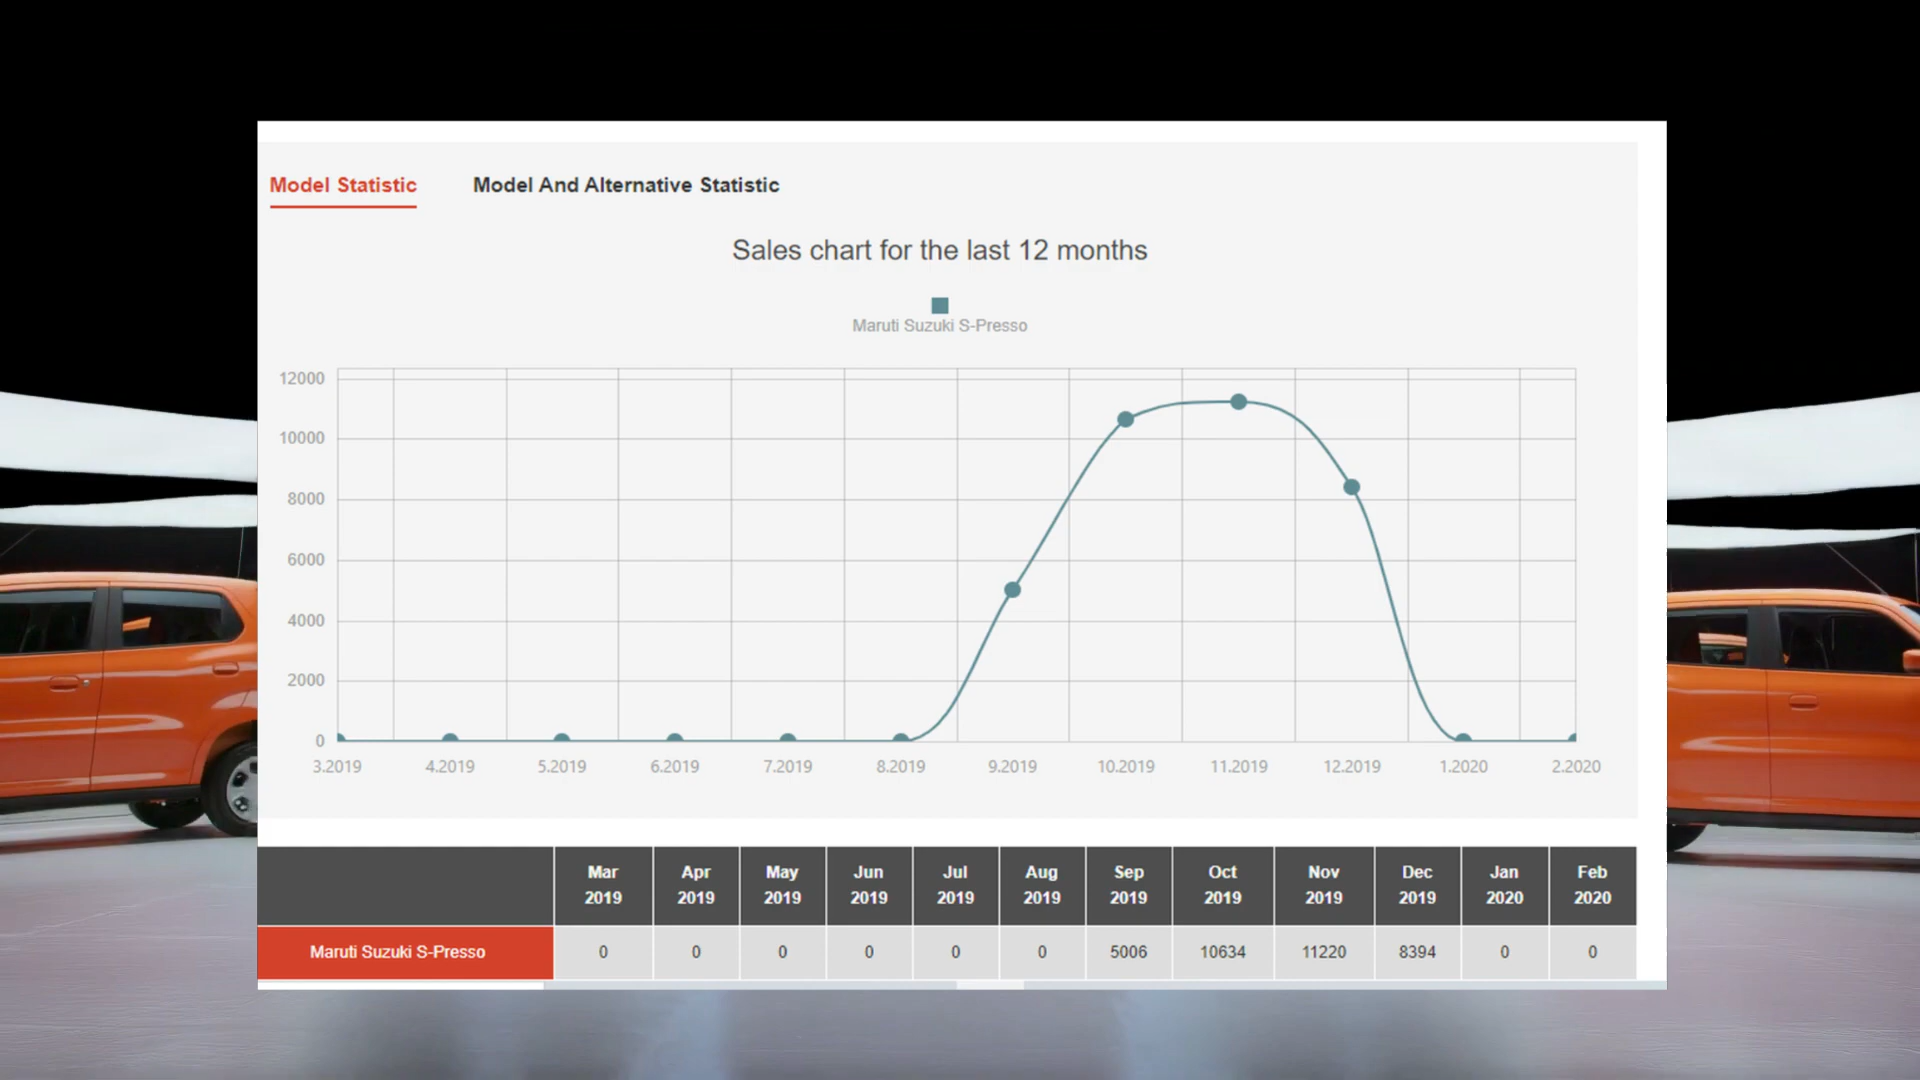 Model Statistic Model And Alternative Statistic
Sales chart for the last 12 months
Maruti Suzuki S-Presso
12000
10000
8000
6000
4000
2000
0
3.2019 4.2019 5.2019 6.2019 7.2019 8.2019 9.2019 10.2019 11.2019 12.2019 1.2020 2.2020
Mar 2019 Apr 2019 May 2019 Jun 2019 Jul 2019 Aug 2019 Sep 2019 Oct 2019 Nov 2019 Dec 2019 Jan 2020 Feb 2020
Maruti Suzuki S-Presso 0 0 0 0 0 0 5006 10634 11220 8394 0 0